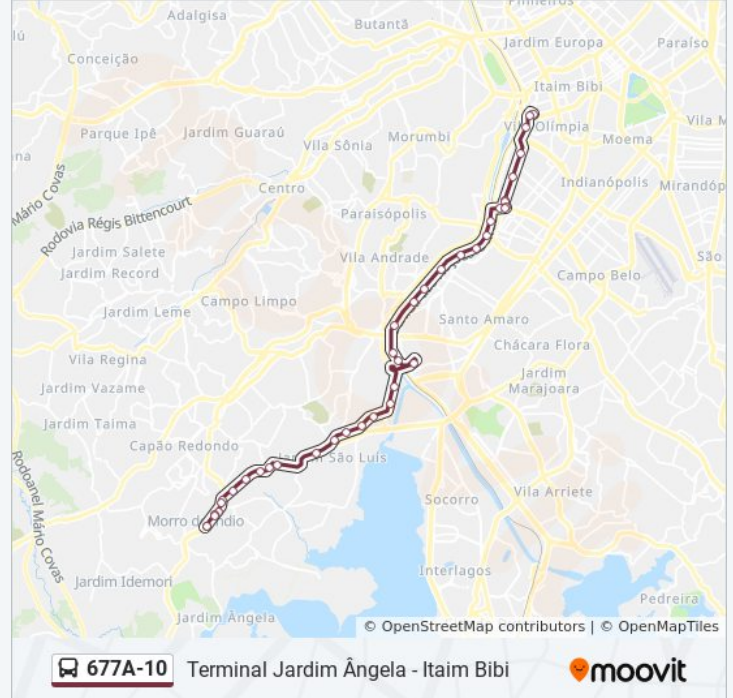 Adalgisa
Pinheiros
Butantã
Jardim Europa
Paraíso
Conceição
Itaim Bibi
Parque Ipê
Jardim Guaraú
Vila Olímpia
Vila M
Vila Sônia
Morumbi
Moema
Mário Covas
Centro
Indianópolis
Mirandóp
Rodovia Régis Bittencourt
Paraisópolis
Jardim Salete
Vila Andrade
São
Jardim Record
Campo Belo
Jardim Leme
Campo Limpo
Santo Amaro
Chácara Flora
Vila Regina
Jardim
Marajoara
Jardim Vazame
Jardim Taima
Capão Redondo
Jardim São Luís
Rodoanel Mário Covas
Socorro
Vila Arriete
Morro do Índio
Interlagos
Jardim Idemori
Pedreira
Jardim Ângela
© OpenStreetMap contributors | © OpenMapTiles
677A-10 Terminal Jardim Ângela - Itaim Bibi
moovit